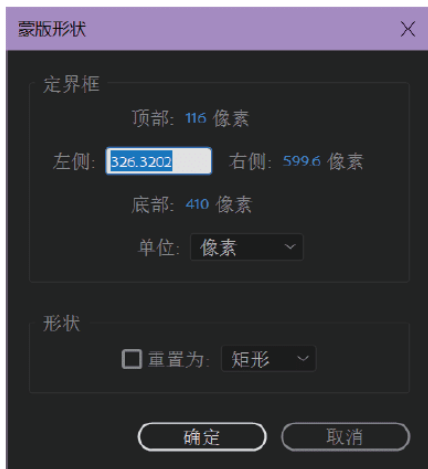 蒙版形状
定界框
顶部: 116 像素
左侧: 326.3202 右侧: 599.6 像素
底部: 410 像素
单位: 像素
形状
重置为: 矩形
确定 取消